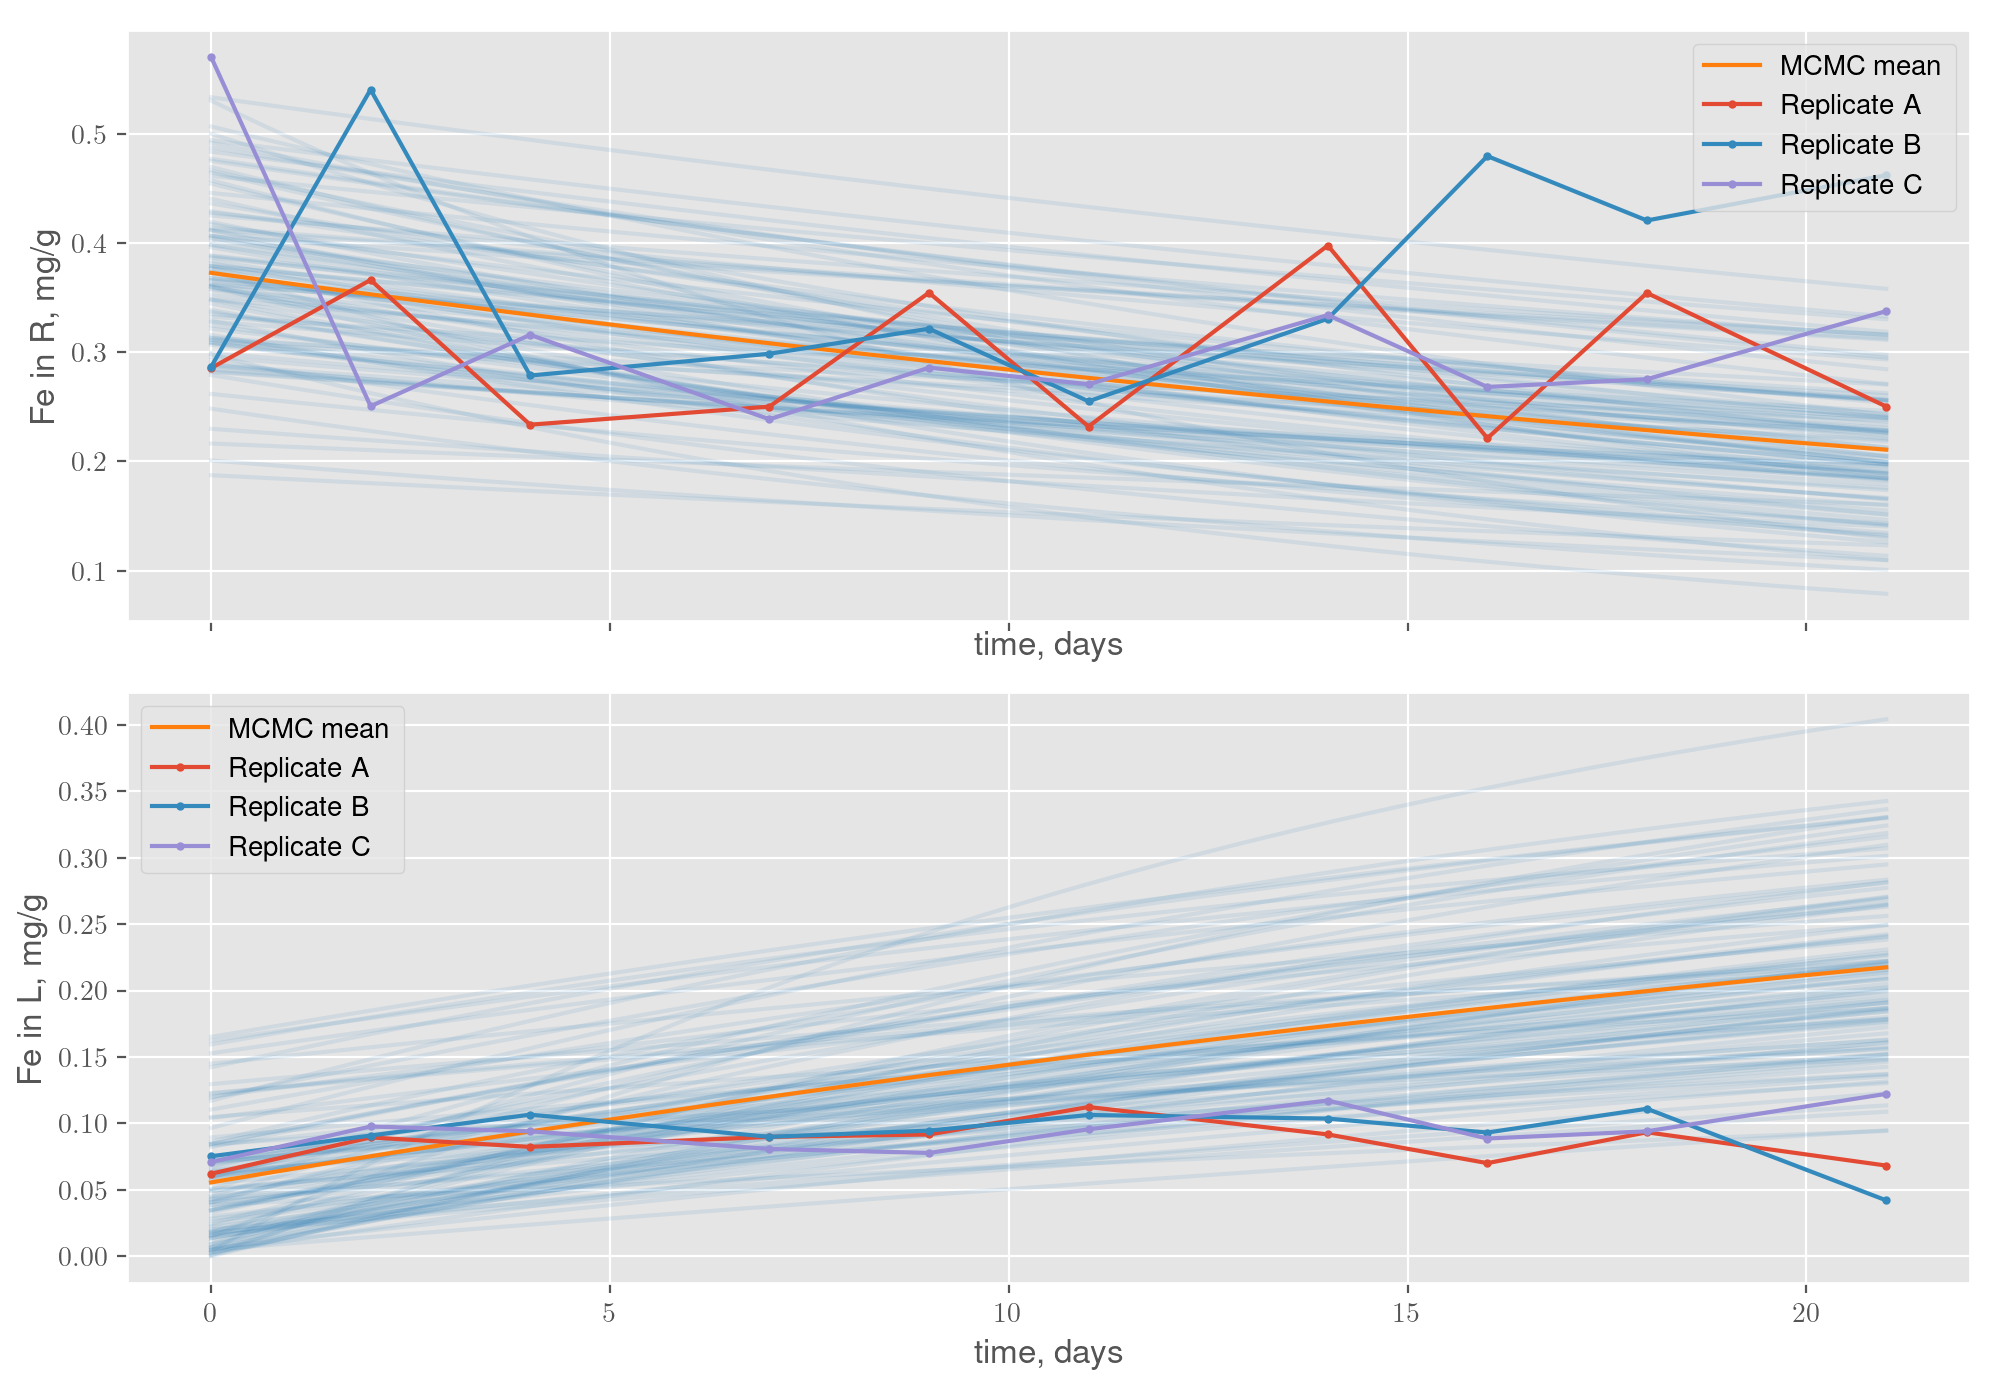 Fe in R, mg/g
0.5
0.4
0.3
0.2
0.1
MCMC mean
Replicate A
Replicate B
Replicate C
time, days
Fe in L, mg/g
0.40
0.35
0.30
0.25
0.20
0.15
0.10
0.05
0.00
MCMC mean
Replicate A
Replicate B
Replicate C
0 5 10 15 20
time, days